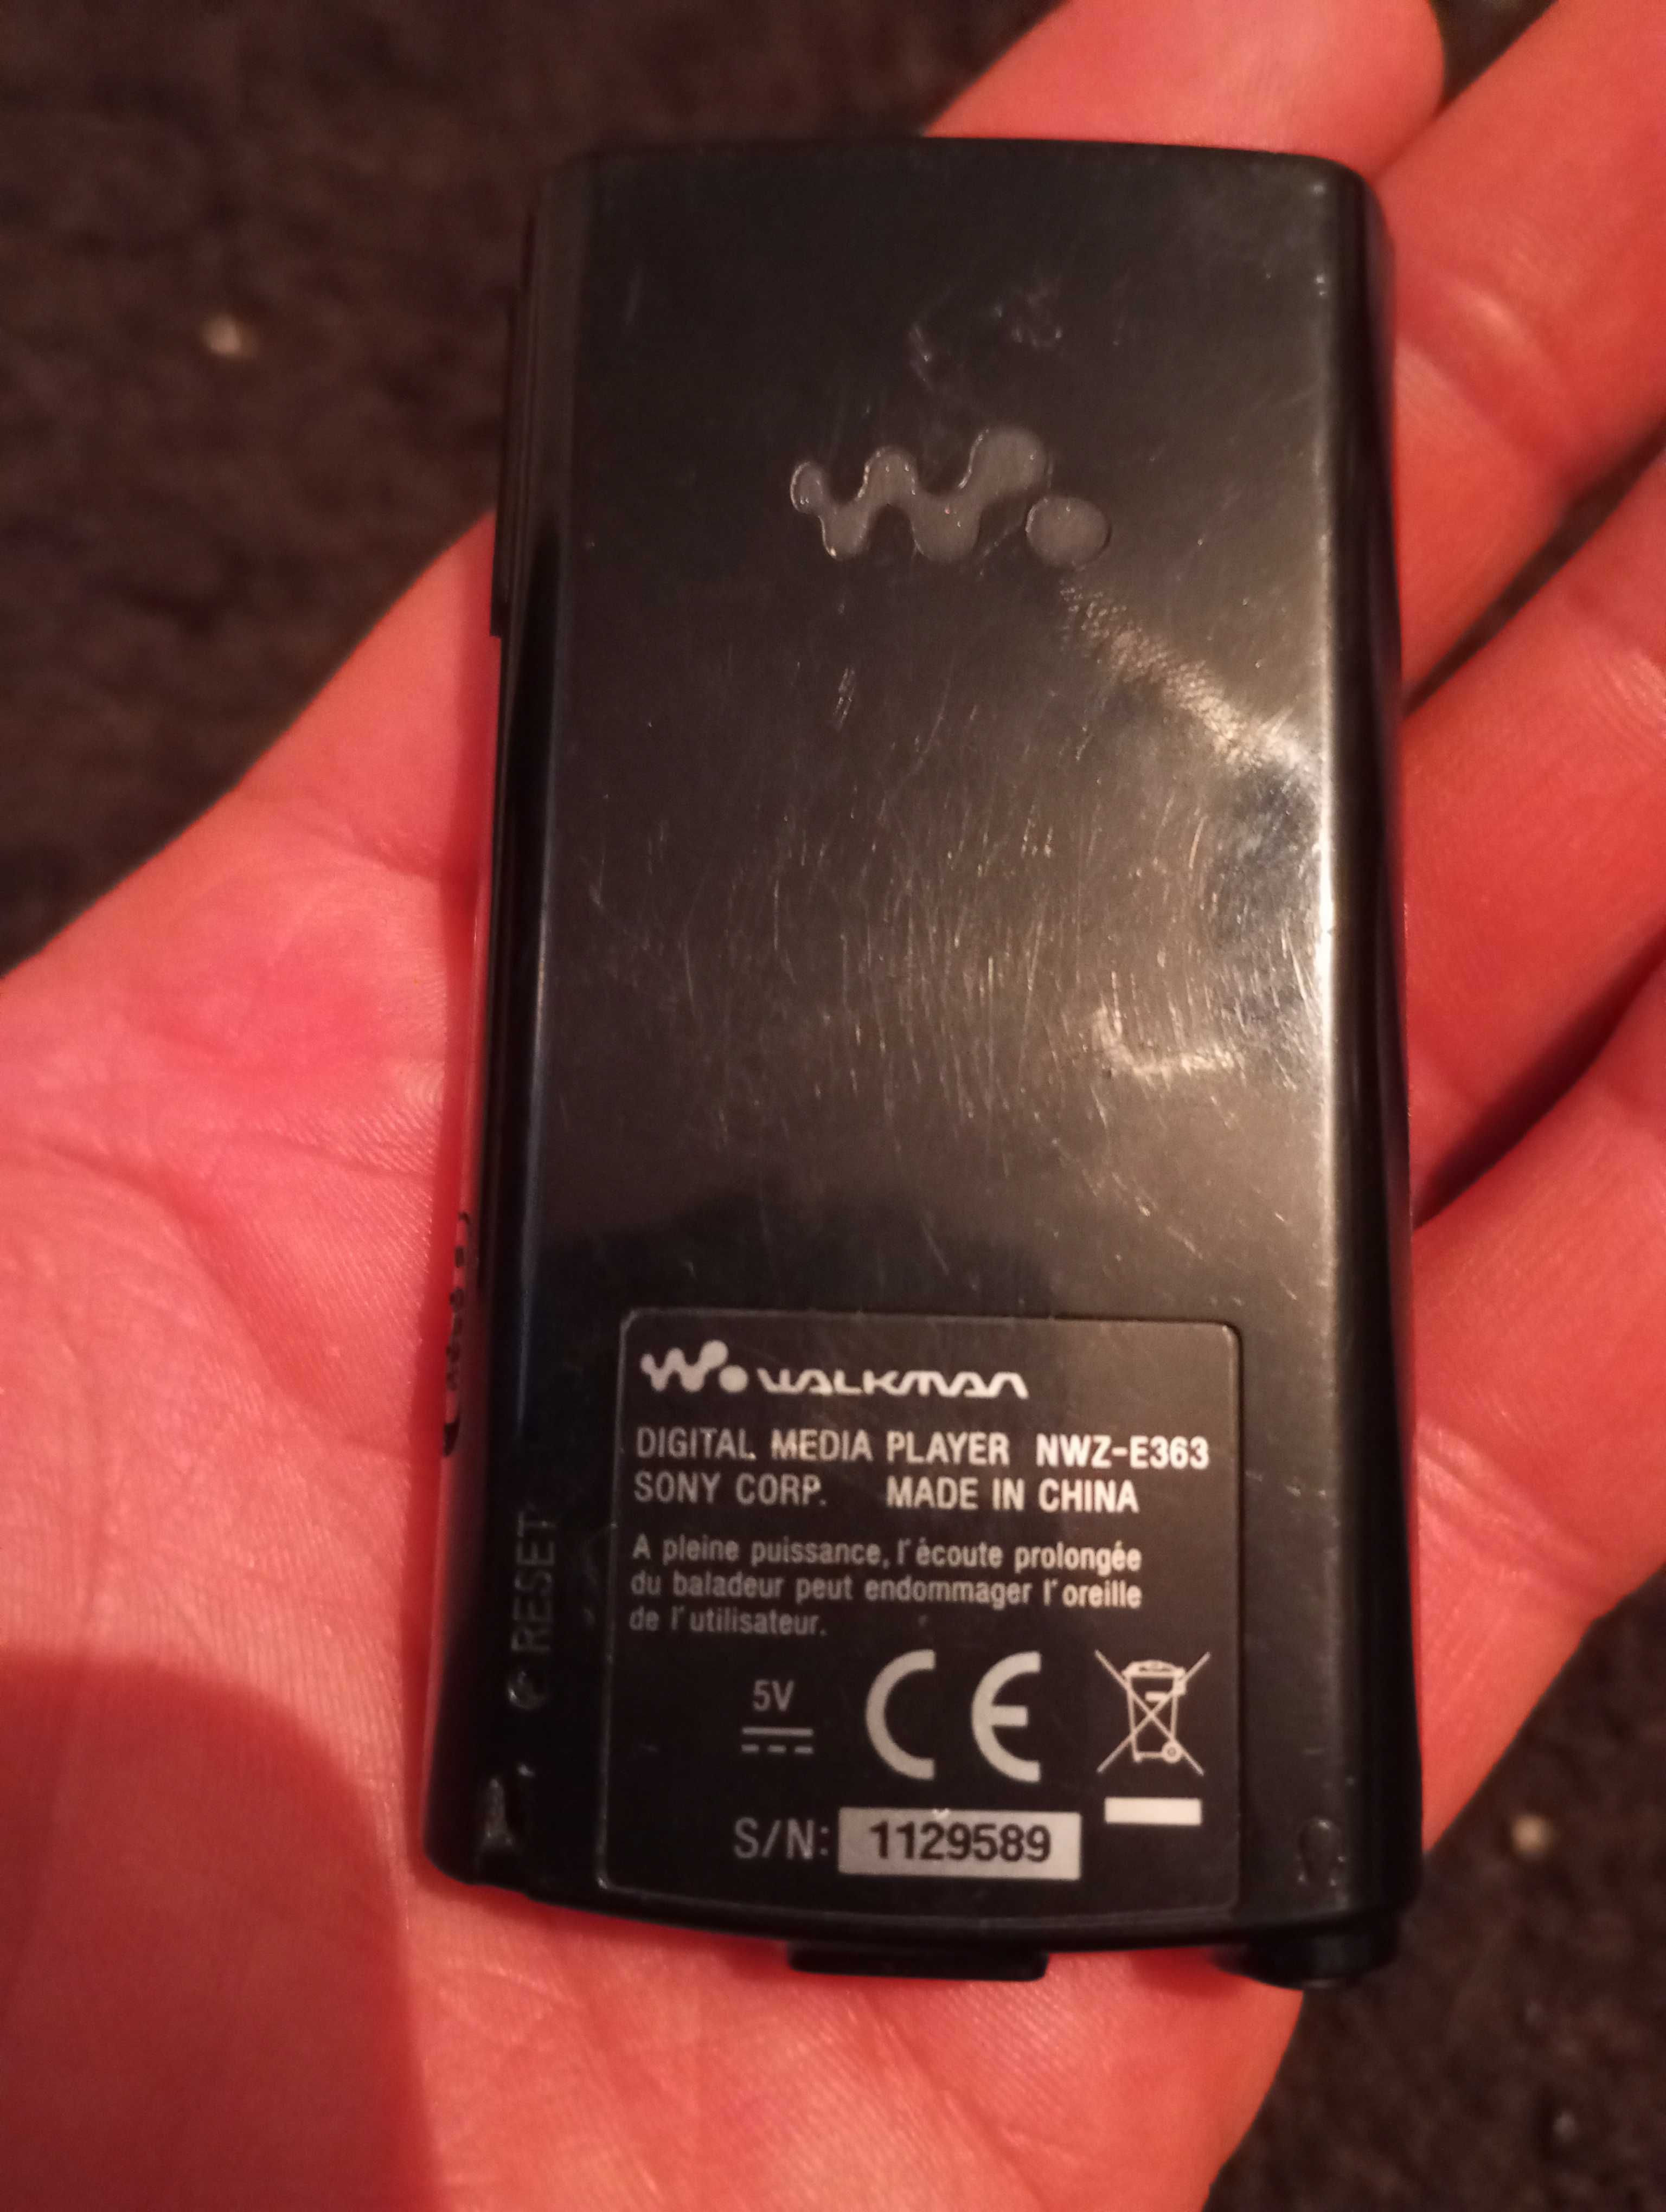 WALKMAN
DIGITAL MEDIA PLAYER NWZ-E363
SONY CORP. MADE IN CHINA
A pleine puissance, l'écoute prolongée
du baladeur peut endommager l'oreille
de l'utilisateur.
5V
CE
S/N: 1129589
RESET